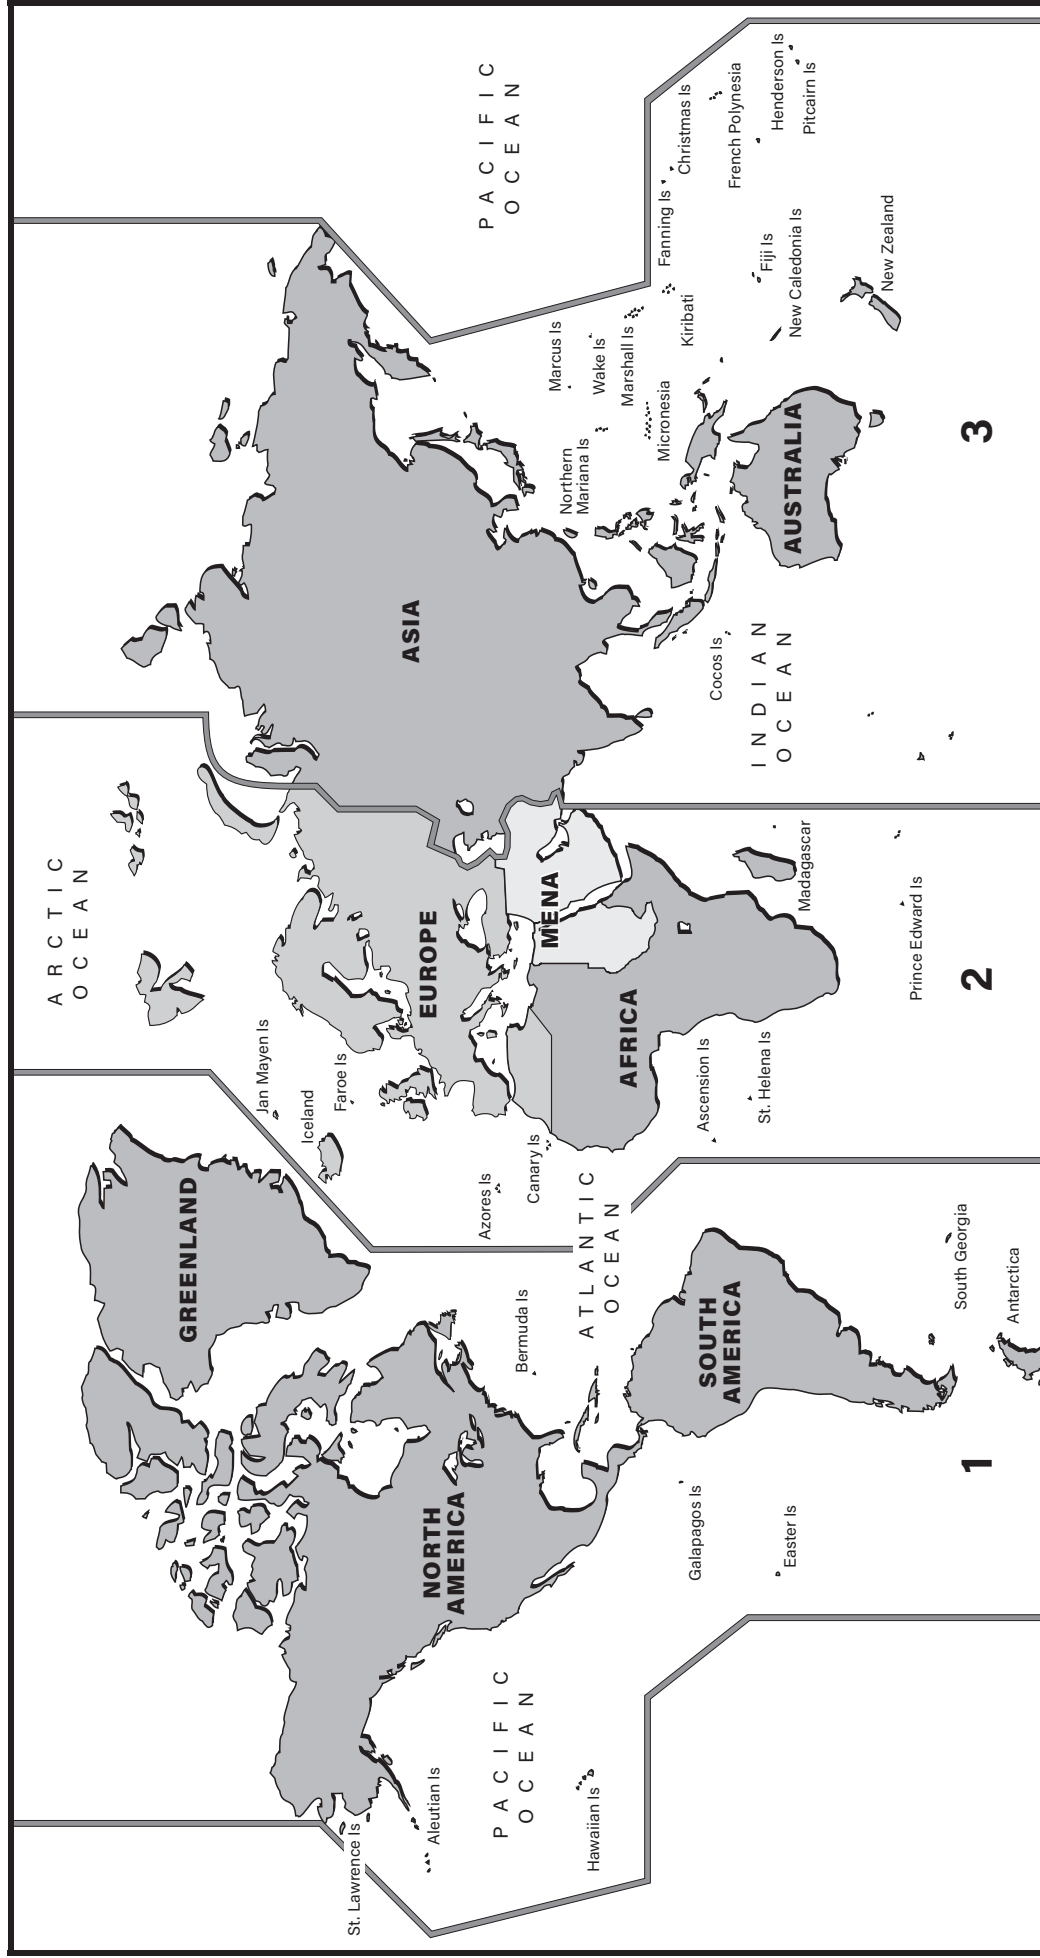 ARCTIC
OCEAN
GREENLAND
Jan Mayen Is
Iceland
Faroe Is
St. Lawrence Is
Aleutian Is
NORTH
AMERICA
PACIFIC
OCEAN
Hawaiian Is
Bermuda Is
ATLANTIC
OCEAN
Azores Is
Canary Is
EUROPE
MENA
AFRICA
ASIA
PACIFIC
OCEAN
Marcus Is
Wake Is
Northern
Mariana Is
Marshall Is
Micronesia
Kiribati
Fanning Is
Christmas Is
French Polynesia
Henderson Is
Pitcairn Is
Fiji Is
New Caledonia Is
New Zealand
AUSTRALIA
Cocos Is
INDIAN
OCEAN
Madagascar
Prince Edward Is
Ascension Is
St. Helena Is
SOUTH
AMERICA
Galapagos Is
Easter Is
South Georgia
Antarctica
1
2
3